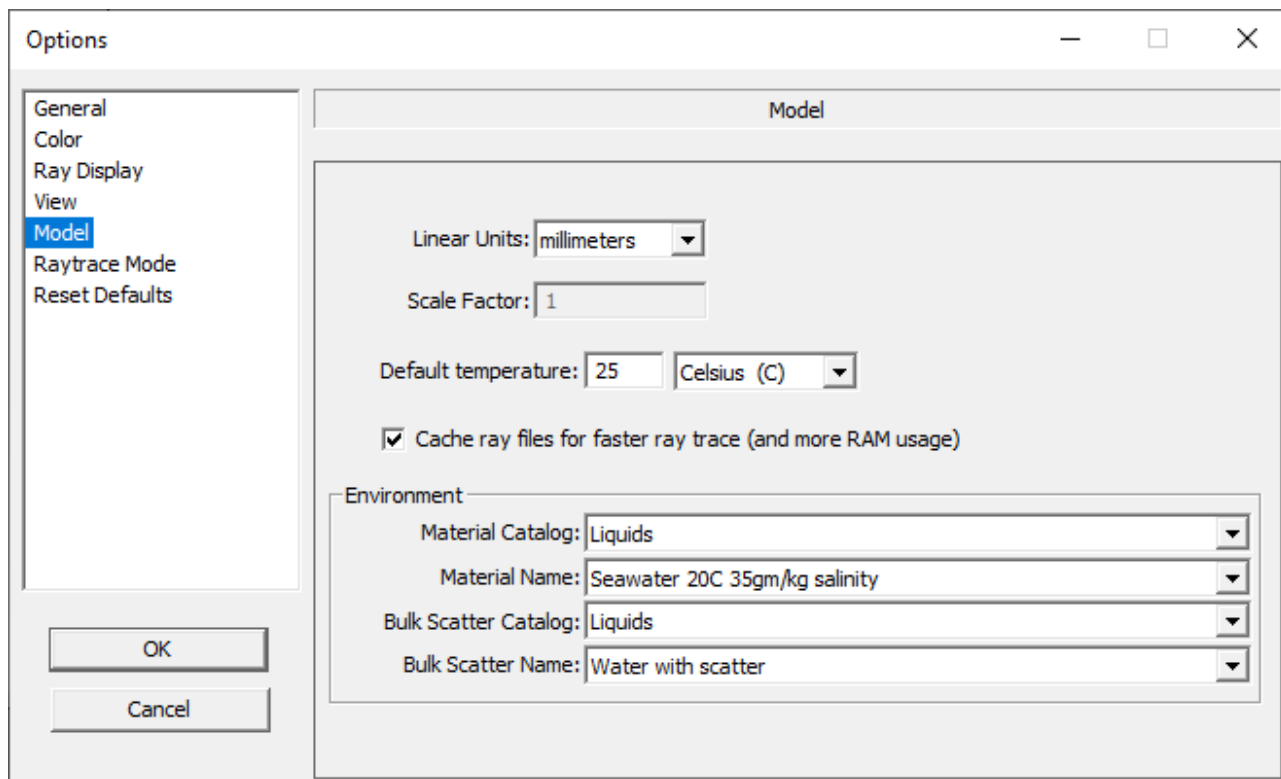 Options
General
Color
Ray Display
View
Model
Raytrace Mode
Reset Defaults
OK
Cancel
Model
Linear Units: millimeters
Scale Factor: 1
Default temperature: 25 Celsius (C)
Cache ray files for faster ray trace (and more RAM usage)
Environment
Material Catalog: Liquids
Material Name: Seawater 20C 35gm/kg salinity
Bulk Scatter Catalog: Liquids
Bulk Scatter Name: Water with scatter